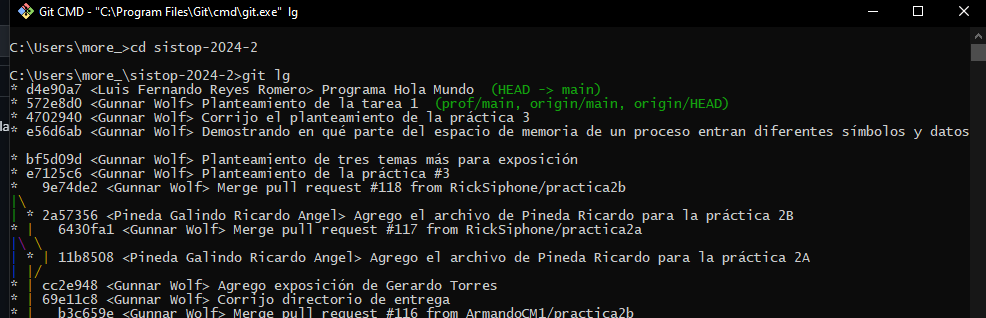 Git CMD - "C:\Program Files\Git\cmd\git.exe" lg
C:\Users\more_>cd sistop-2024-2
C:\Users\more_\sistop-2024-2>git lg
* d4e90a7 <Luis Fernando Reyes Romero> Programa Hola Mundo  (HEAD -> main)
* 572e8d0 <Gunnar Wolf> Planteamiento de la tarea 1  (prof/main, origin/main, origin/HEAD)
* 4702940 <Gunnar Wolf> Corrijo el planteamiento de la práctica 3
* e56d6ab <Gunnar Wolf> Demostrando en qué parte del espacio de memoria de un proceso entran diferentes símbolos y datos
* bf5d09d <Gunnar Wolf> Planteamiento de tres temas más para exposición
* e7125c6 <Gunnar Wolf> Planteamiento de la práctica #3
*   9e74de2 <Gunnar Wolf> Merge pull request #118 from RickSiphone/practica2b
|\
| * 2a57356 <Pineda Galindo Ricardo Angel> Agrego el archivo de Pineda Ricardo para la práctica 2B
* |   6430fa1 <Gunnar Wolf> Merge pull request #117 from RickSiphone/practica2a
|\ \
| * | 11b8508 <Pineda Galindo Ricardo Angel> Agrego el archivo de Pineda Ricardo para la práctica 2A
| |/
* | cc2e948 <Gunnar Wolf> Agrego exposición de Gerardo Torres
* | 69e11c8 <Gunnar Wolf> Corrijo directorio de entrega
* |   b3c659e <Gunnar Wolf> Merge pull request #116 from ArmandoCM1/practica2b